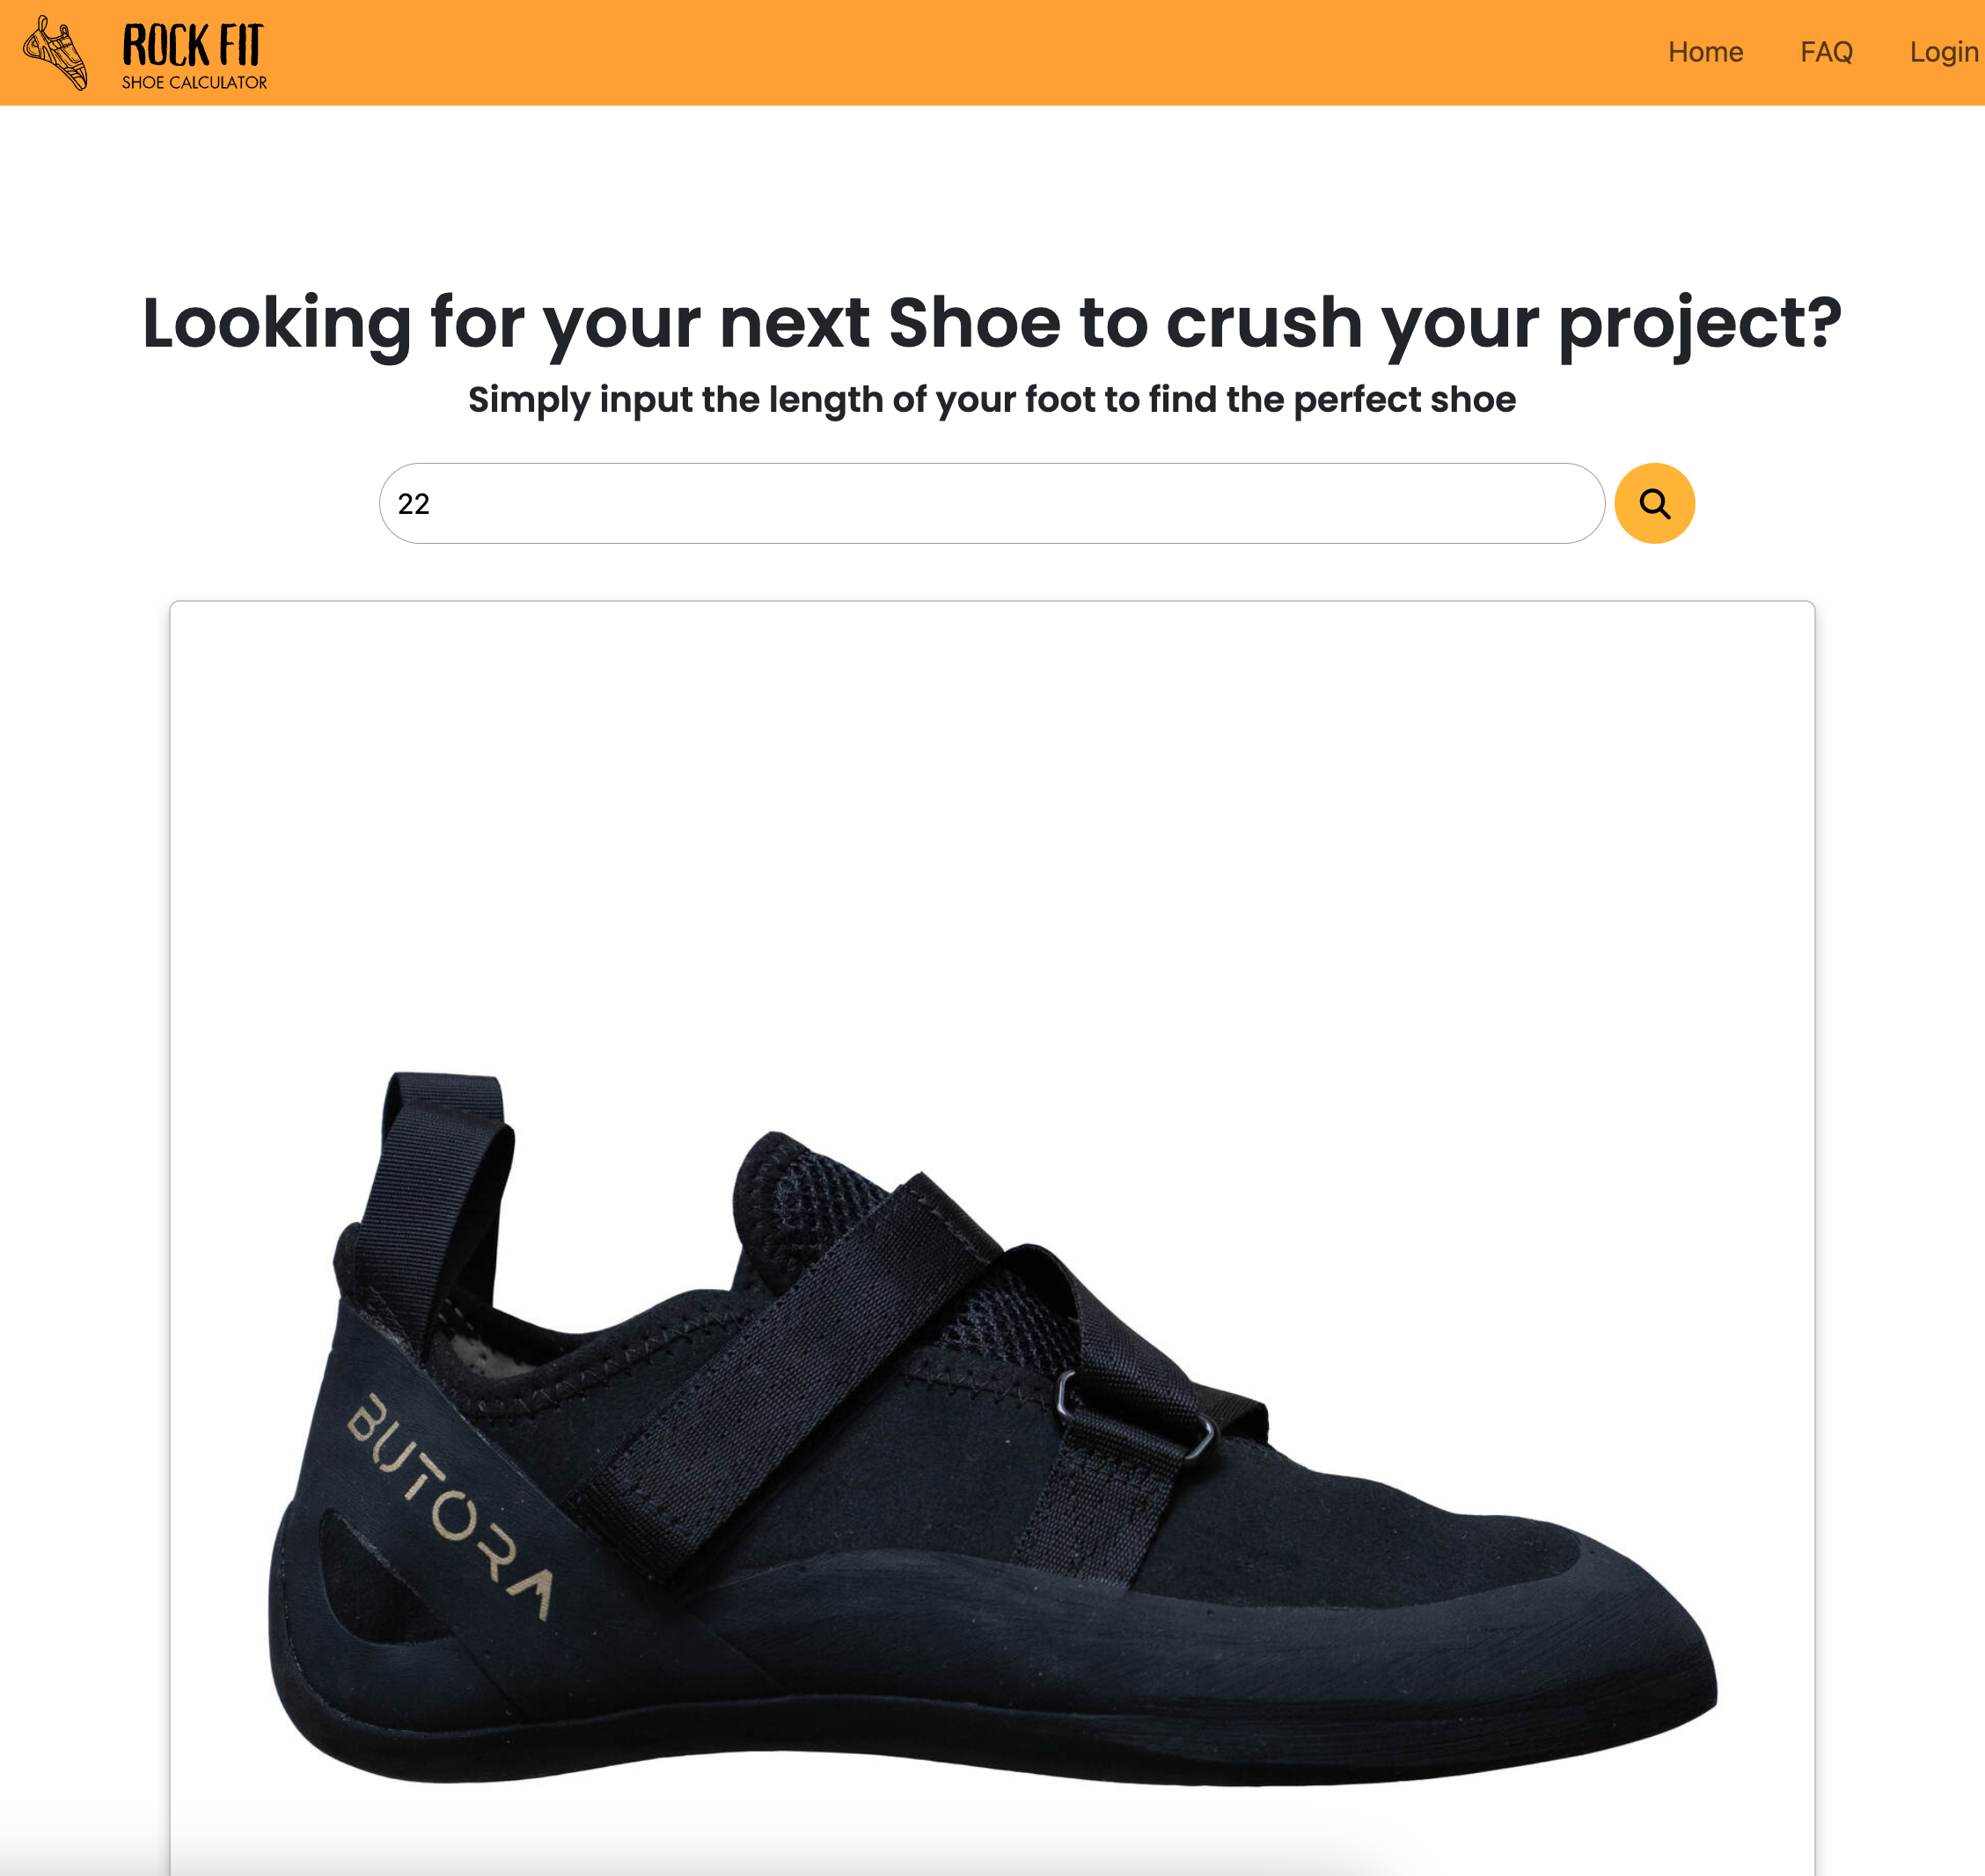 ROCK FIT
SHOE CALCULATOR
Home FAQ Login
Looking for your next Shoe to crush your project?
Simply input the length of your foot to find the perfect shoe
22
BUTORA